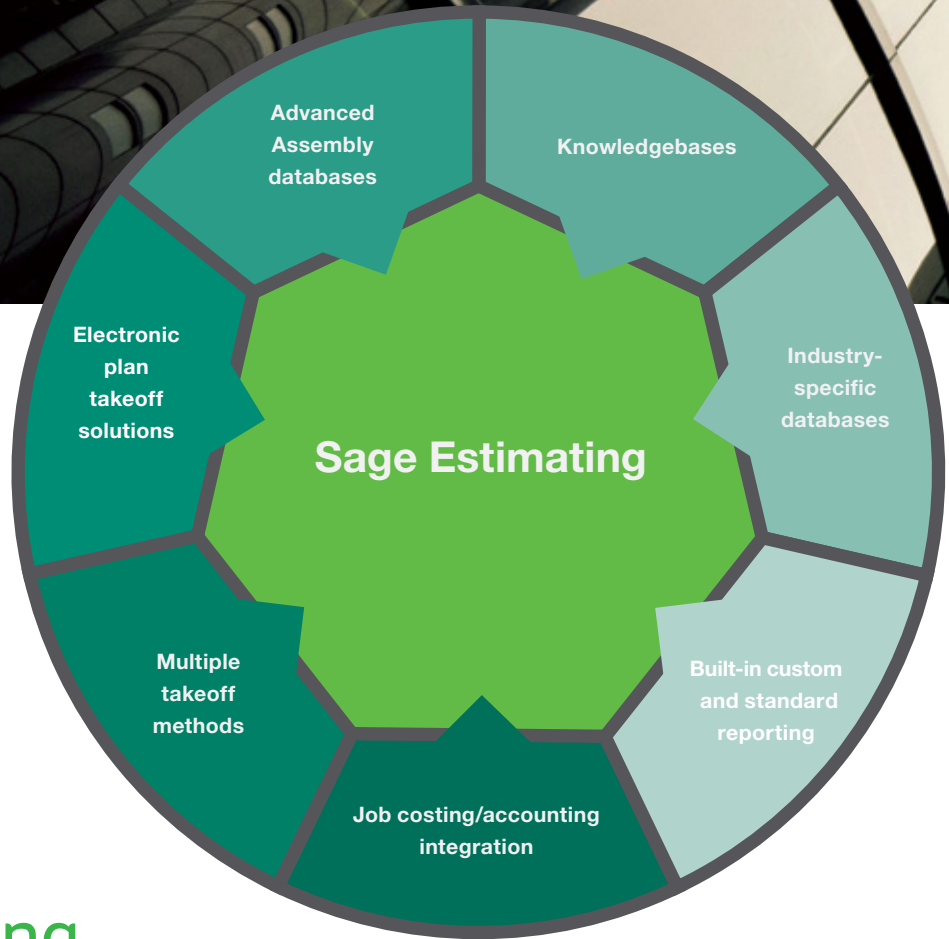 Advanced
Assembly
databases
Knowledgebases
Industry-
specific
databases
Electronic
plan
takeoff
solutions
Sage Estimating
Multiple
takeoff
methods
Built-in custom
and standard
reporting
Job costing/accounting
integration